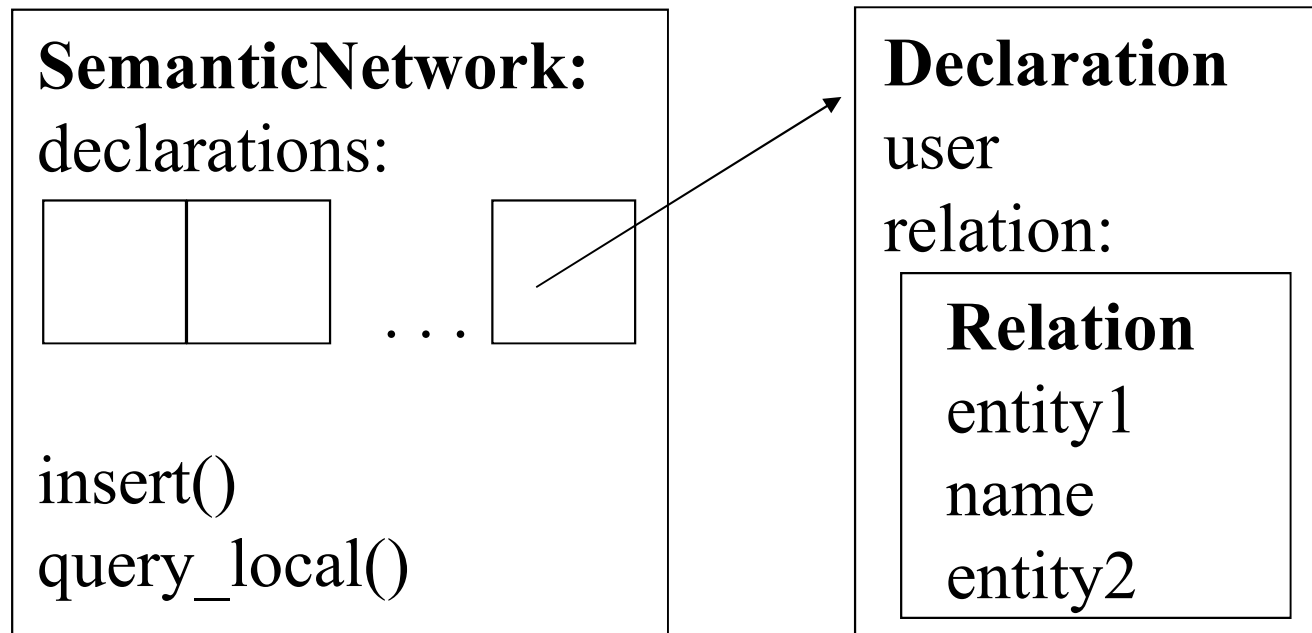 SemanticNetwork:
declarations:
. . .
insert()
query_local()
Declaration
user
relation:
Relation
entity1
name
entity2